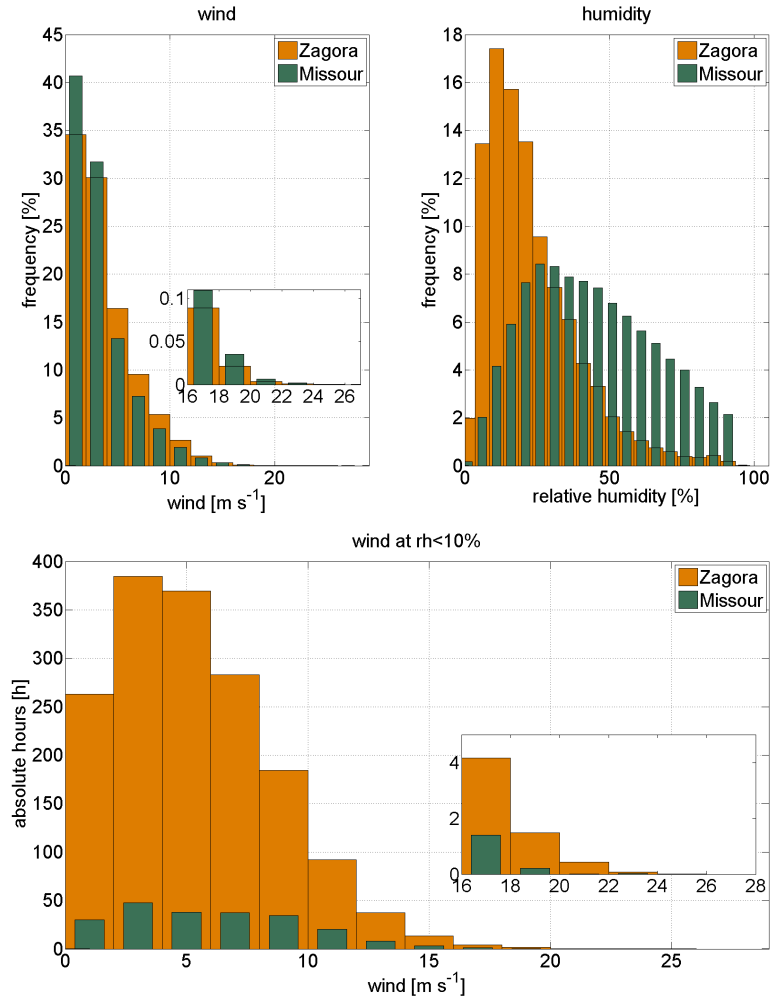 wind
45
40
35
30
25
20
15
10
5
0
frequency [%]
Zagora
Missour
0.1
0.05
0
16 18 20 22 24 26
0 10 20
wind [m s-1]
humidity
18
16
14
12
10
8
6
4
2
0
frequency [%]
Zagora
Missour
0 50 100
relative humidity [%]
wind at rh<10%
400
350
300
250
200
150
100
50
0
absolute hours [h]
Zagora
Missour
4
2
0
16 18 20 22 24 26 28
0 5 10 15 20 25
wind [m s-1]